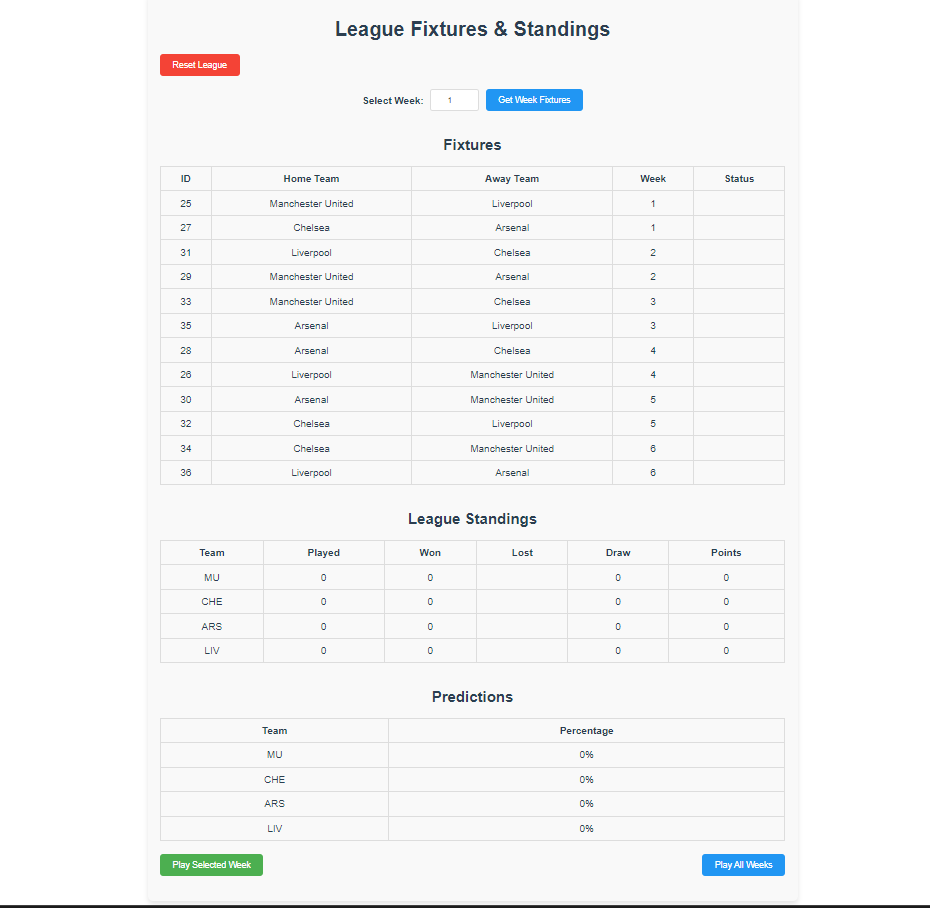 League Fixtures & Standings
Reset League
Select Week: 1 Get Week Fixtures
Fixtures
ID Home Team Away Team Week Status
25 Manchester United Liverpool 1
27 Chelsea Arsenal 1
31 Liverpool Chelsea 2
29 Manchester United Arsenal 2
33 Manchester United Chelsea 3
35 Arsenal Liverpool 3
28 Arsenal Chelsea 4
26 Liverpool Manchester United 4
30 Arsenal Manchester United 5
32 Chelsea Liverpool 5
34 Chelsea Manchester United 6
36 Liverpool Arsenal 6
League Standings
Team Played Won Lost Draw Points
MU 0 0 0 0
CHE 0 0 0 0
ARS 0 0 0 0
LIV 0 0 0 0
Predictions
Team Percentage
MU 0%
CHE 0%
ARS 0%
LIV 0%
Play Selected Week Play All Weeks